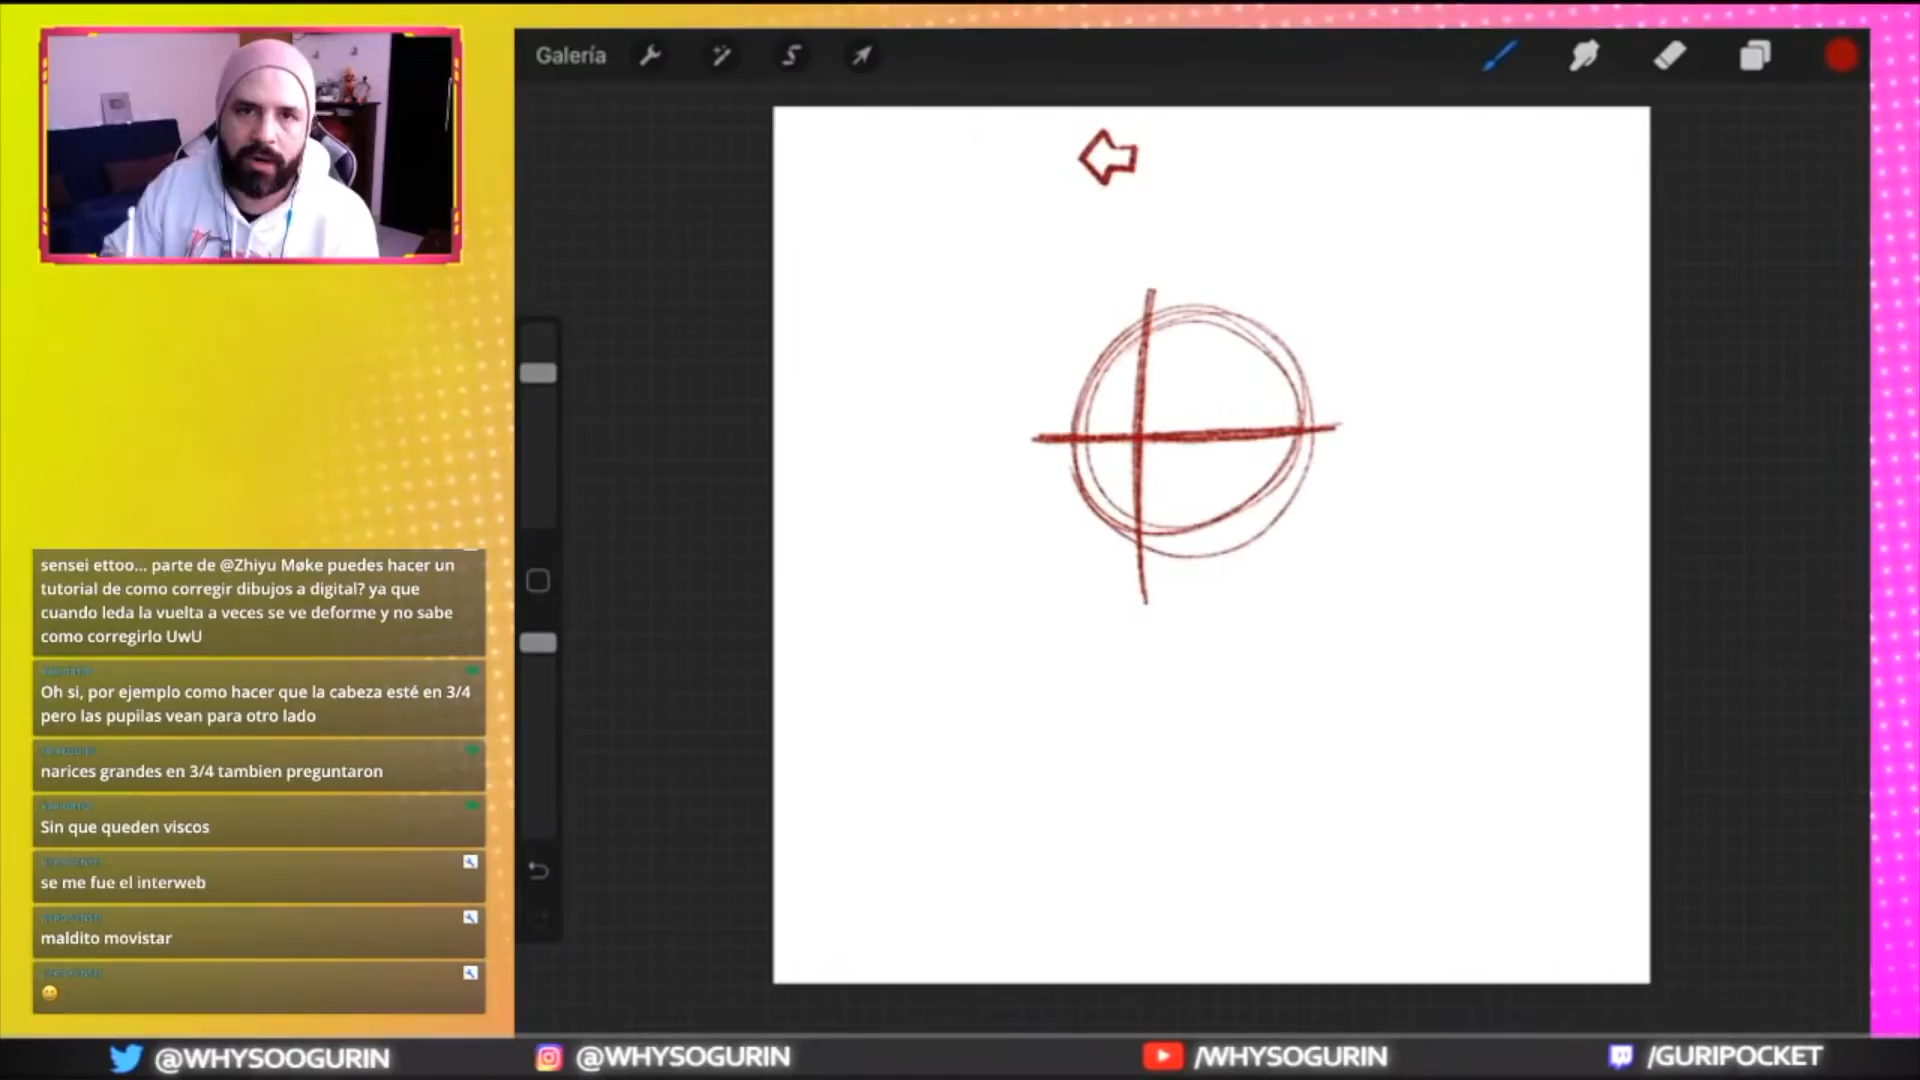 Galería
sensei ettoo... parte de @Zhiyu Møke puedes hacer un
tutorial de como corregir dibujos a digital? ya que
cuando leda la vuelta a veces se ve deforme y no sabe
como corregirlo UwU
Oh si, por ejemplo como hacer que la cabeza esté en 3/4
pero las pupilas vean para otro lado
narices grandes en 3/4 tambien preguntaron
Sin que queden viscos
se me fue el interweb
maldito movistar
@WHYSOOGURIN
@WHYSOGURIN
/WHYSOGURIN
/GURIPOCKET